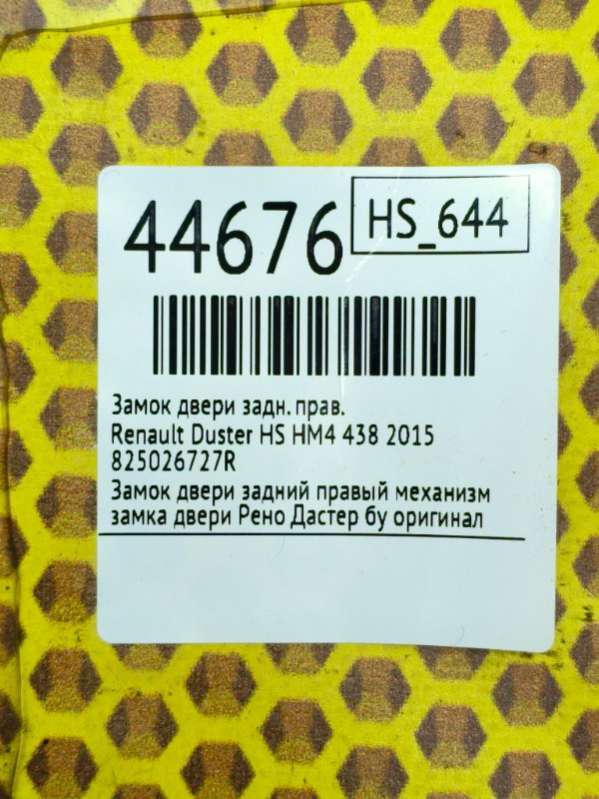 44676
HS_644
Замок двери задн. прав.
Renault Duster HS HM4 438 2015
825026727R
Замок двери задний правый механизм
замка двери Рено Дастер бу оригинал